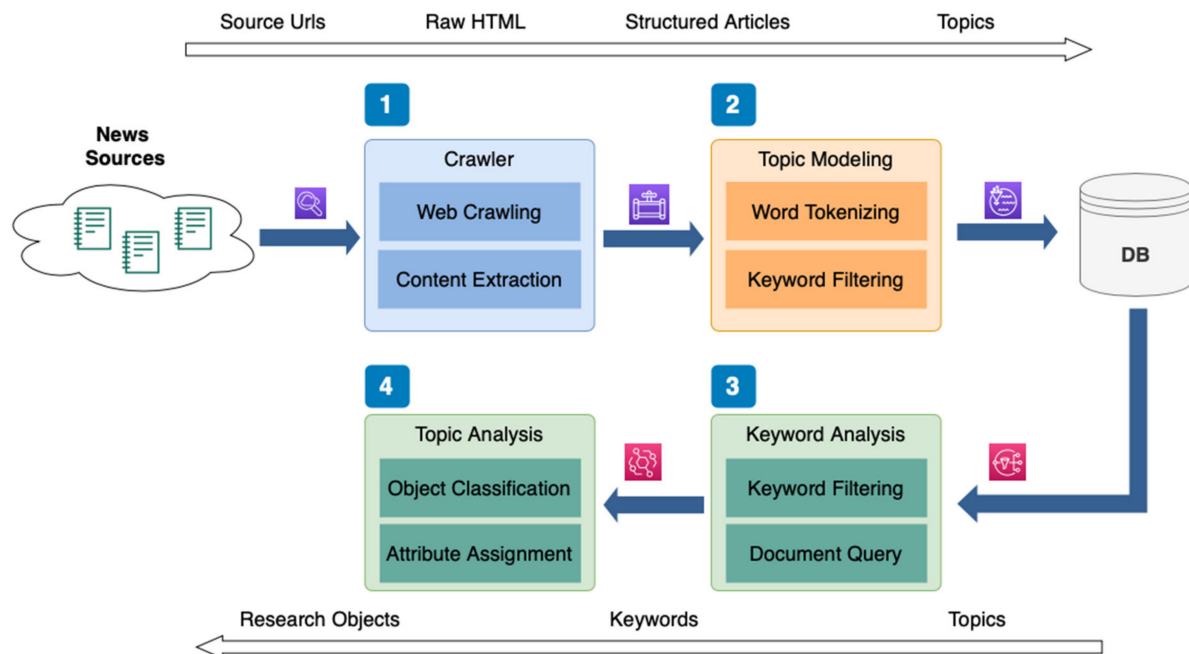 Source Urls
Raw HTML
Structured Articles
Topics
News
Sources
1
Crawler
Web Crawling
Content Extraction
2
Topic Modeling
Word Tokenizing
Keyword Filtering
DB
4
Topic Analysis
Object Classification
Attribute Assignment
3
Keyword Analysis
Keyword Filtering
Document Query
Research Objects
Keywords
Topics